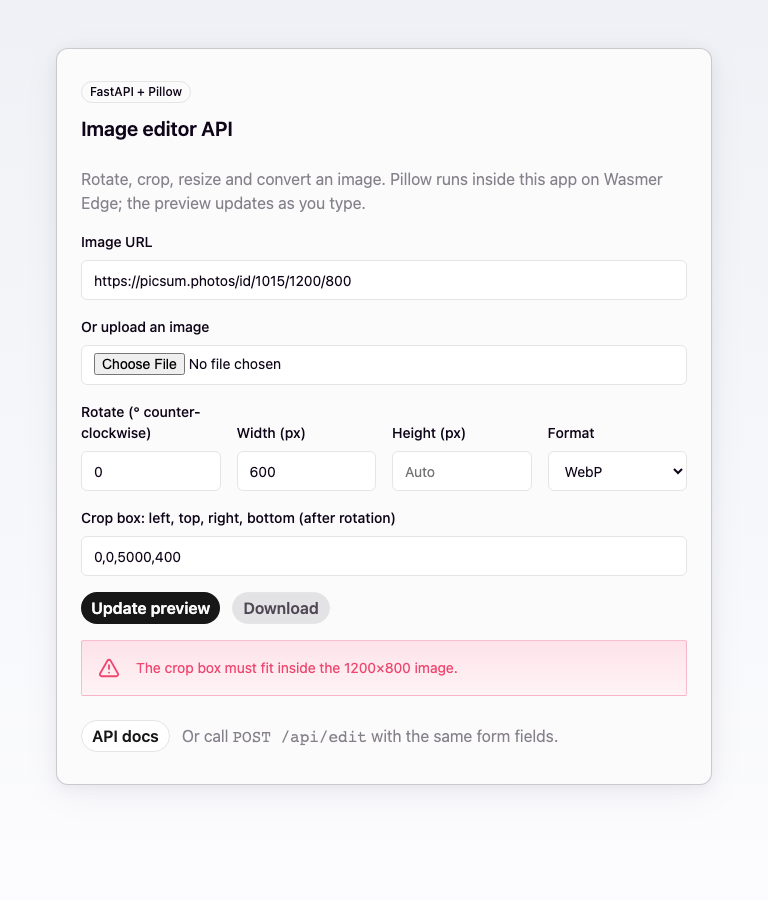 FastAPI + Pillow
Image editor API
Rotate, crop, resize and convert an image. Pillow runs inside this app on Wasmer
Edge; the preview updates as you type.
Image URL
https://picsum.photos/id/1015/1200/800
Or upload an image
Choose File No file chosen
Rotate (° counter-
clockwise)
Width (px)
Height (px)
Format
0
600
Auto
WebP
Crop box: left, top, right, bottom (after rotation)
0,0,5000,400
Update preview
Download
The crop box must fit inside the 1200×800 image.
API docs
Or call POST /api/edit with the same form fields.